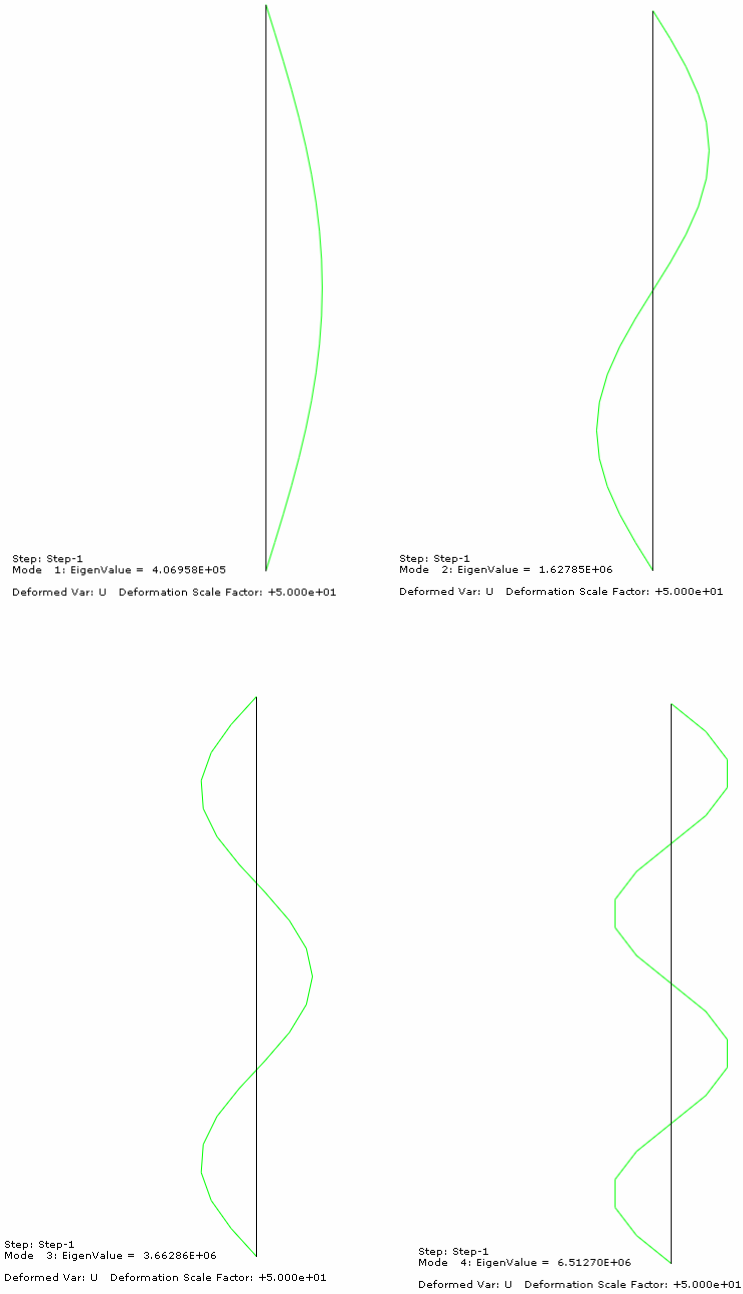 Step: Step-1
Mode 1: EigenValue = 4.06958E+05
Deformed Var: U Deformation Scale Factor: +5.000e+01
Step: Step-1
Mode 2: EigenValue = 1.62785E+06
Deformed Var: U Deformation Scale Factor: +5.000e+01
Step: Step-1
Mode 3: EigenValue = 3.66286E+06
Deformed Var: U Deformation Scale Factor: +5.000e+01
Step: Step-1
Mode 4: EigenValue = 6.51270E+06
Deformed Var: U Deformation Scale Factor: +5.000e+01